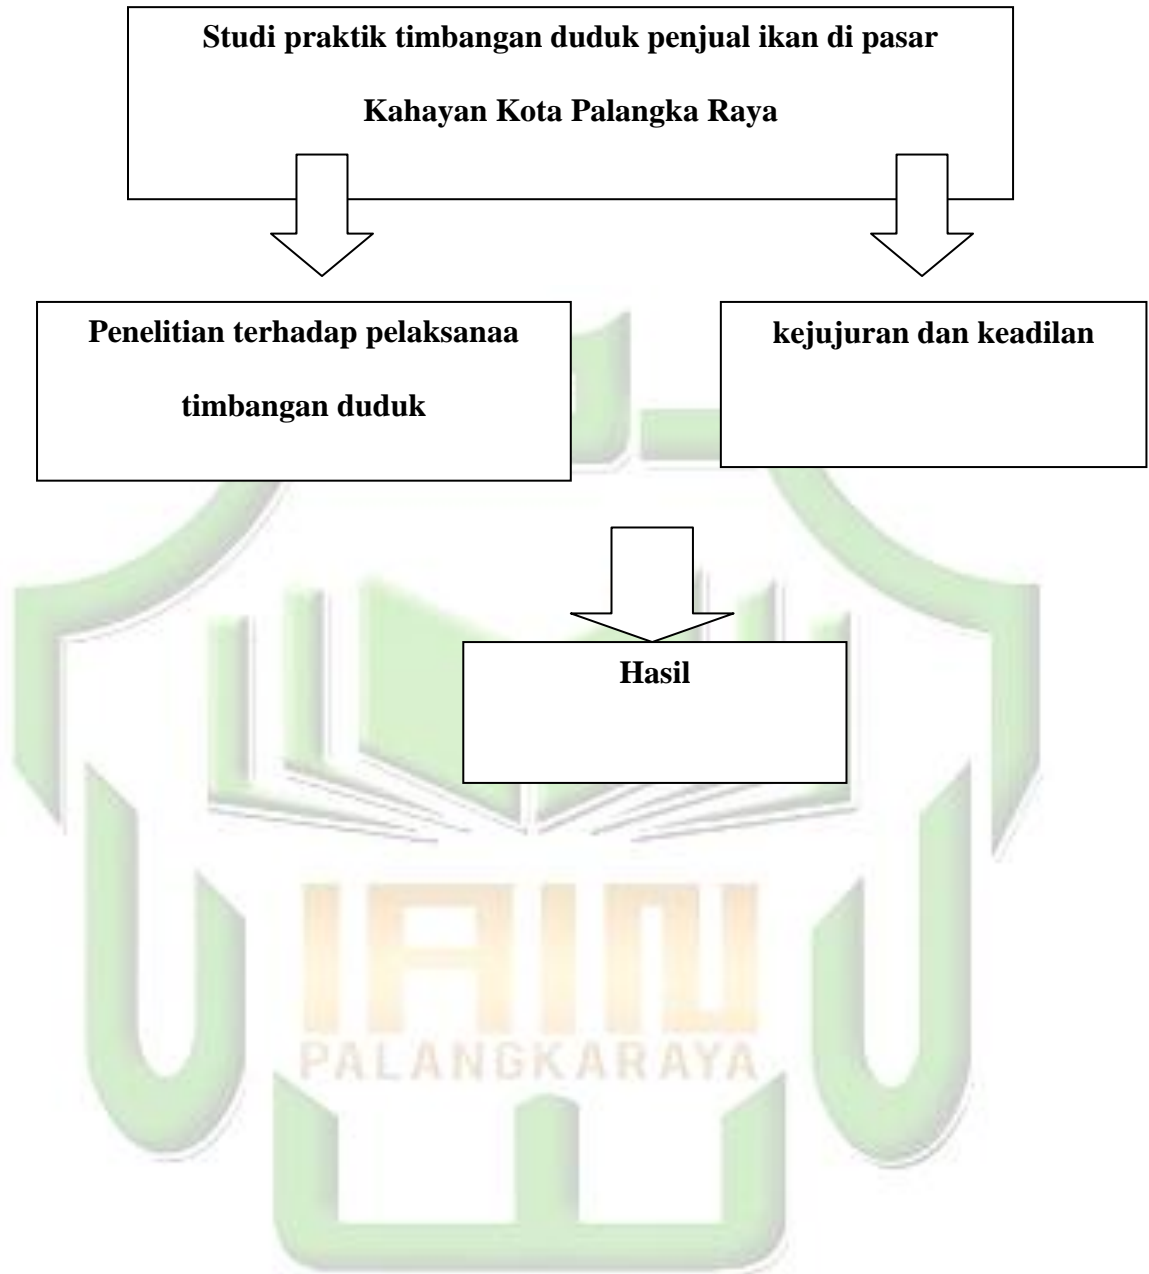 Studi praktik timbangan duduk penjual ikan di pasar
Kahayan Kota Palangka Raya
Penelitian terhadap pelaksanaa
timbangan duduk
kejujuran dan keadilan
Hasil
IAIN
PALANGKARAYA